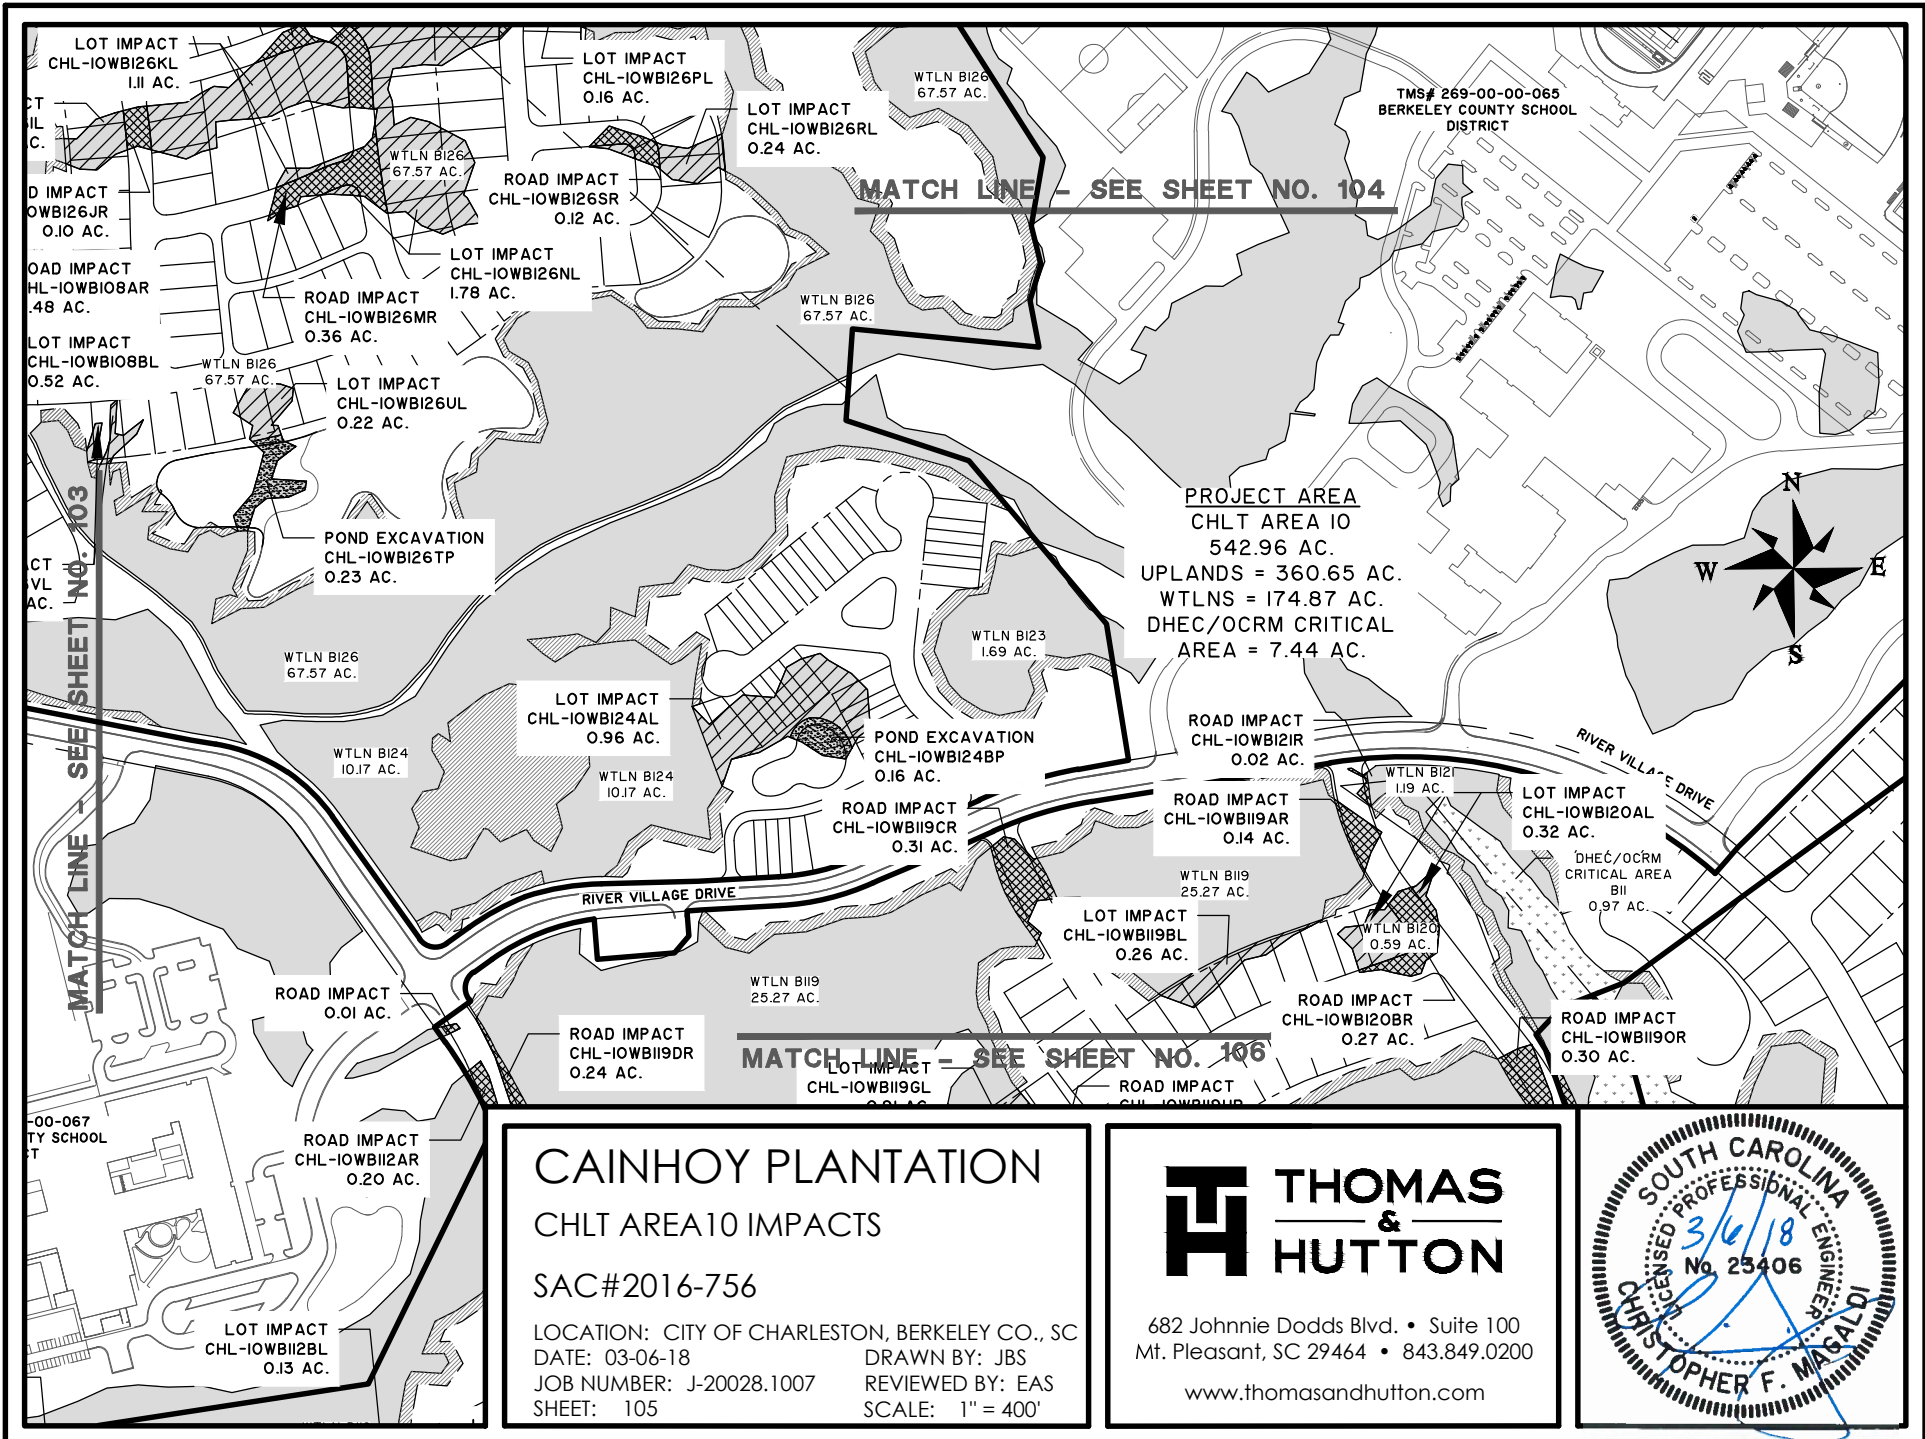 LOT IMPACT
CHL-10WB126KL
1.11 AC.
LOT IMPACT
CHL-10WB126PL
0.16 AC.
WTLN B126
67.57 AC.
LOT IMPACT
CHL-10WB126RL
0.24 AC.
TMS# 269-00-00-065
BERKELEY COUNTY SCHOOL
DISTRICT
WTLN B126
67.57 AC.
ROAD IMPACT
CHL-10WB126SR
0.12 AC.
MATCH LINE - SEE SHEET NO. 104
D IMPACT
OWB126JR
0.10 AC.
LOT IMPACT
CHL-10WB126NL
1.78 AC.
OAD IMPACT
HL-10WB108AR
.48 AC.
ROAD IMPACT
CHL-10WB126MR
0.36 AC.
WTLN B126
67.57 AC.
LOT IMPACT
CHL-10WB108BL
0.52 AC.
WTLN B126
67.57 AC.
LOT IMPACT
CHL-10WB126UL
0.22 AC.
MATCH LINE - SEE SHEET NO. 103
POND EXCAVATION
CHL-10WB126TP
0.23 AC.
PROJECT AREA
CHLT AREA 10
542.96 AC.
UPLANDS = 360.65 AC.
WTLNS = 174.87 AC.
DHEC/OCRM CRITICAL
AREA = 7.44 AC.
N
W
E
S
WTLN B123
1.69 AC.
WTLN B126
67.57 AC.
LOT IMPACT
CHL-10WB124AL
0.96 AC.
POND EXCAVATION
CHL-10WB124BP
0.16 AC.
WTLN B124
10.17 AC.
WTLN B124
10.17 AC.
ROAD IMPACT
CHL-10WB121R
0.02 AC.
RIVER VILLAGE DRIVE
WTLN B121
1.19 AC.
ROAD IMPACT
CHL-10WB119CR
0.31 AC.
ROAD IMPACT
CHL-10WB119AR
0.14 AC.
LOT IMPACT
CHL-10WB120AL
0.32 AC.
DHEC/OCRM
CRITICAL AREA
B11
0.97 AC.
RIVER VILLAGE DRIVE
WTLN B119
25.27 AC.
LOT IMPACT
CHL-10WB119BL
0.26 AC.
WTLN B120
0.59 AC.
WTLN B119
25.27 AC.
ROAD IMPACT
0.01 AC.
ROAD IMPACT
CHL-10WB119DR
0.24 AC.
ROAD IMPACT
CHL-10WB120BR
0.27 AC.
ROAD IMPACT
CHL-10WB119OR
0.30 AC.
MATCH LINE - SEE SHEET NO. 106
LOT IMPACT
CHL-10WB119GL
ROAD IMPACT
-00-067
TY SCHOOL
CT
ROAD IMPACT
CHL-10WB112AR
0.20 AC.
LOT IMPACT
CHL-10WB112BL
0.13 AC.
CAINHOY PLANTATION
CHLT AREA10 IMPACTS
SAC#2016-756
LOCATION: CITY OF CHARLESTON, BERKELEY CO., SC
DATE: 03-06-18 DRAWN BY: JBS
JOB NUMBER: J-20028.1007 REVIEWED BY: EAS
SHEET: 105 SCALE: 1" = 400'
THOMAS
&
HUTTON
682 Johnnie Dodds Blvd. • Suite 100
Mt. Pleasant, SC 29464 • 843.849.0200
www.thomasandhutton.com
SOUTH CAROLINA
LICENSED PROFESSIONAL ENGINEER
3/6/18
No. 23406
CHRISTOPHER F. MAGALDI